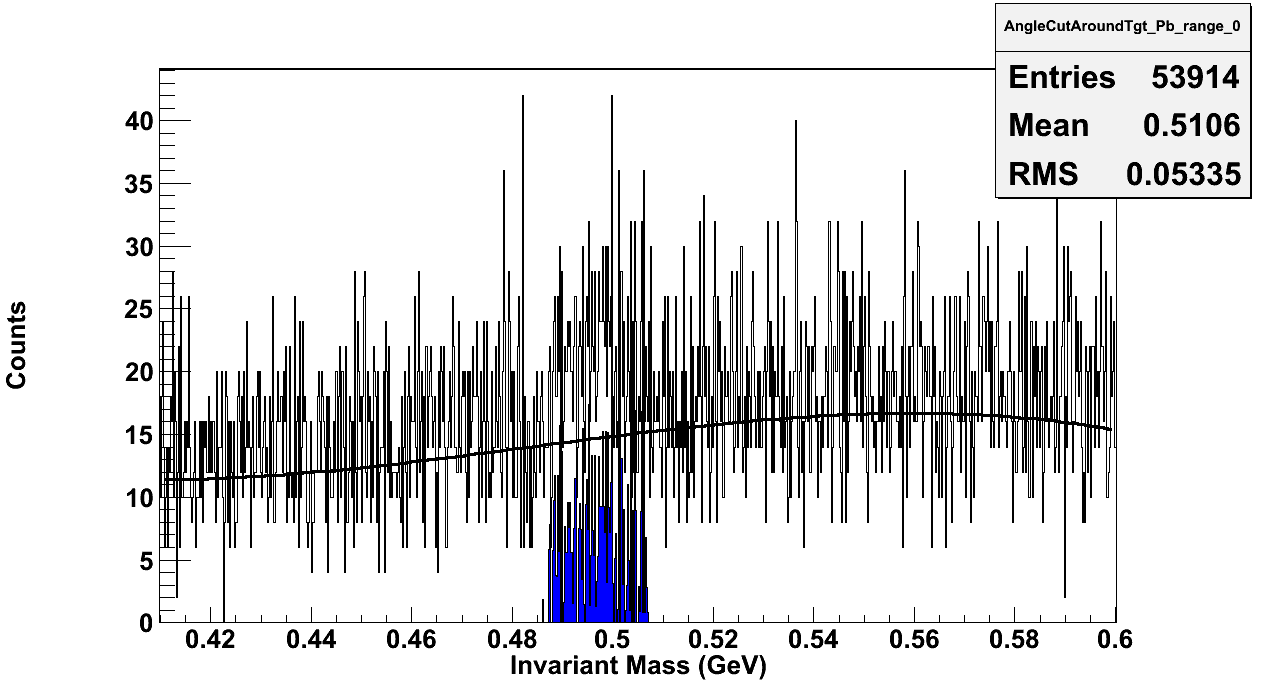 AngleCutAroundTgt_Pb_range_0
Entries 53914
Mean 0.5106
RMS 0.05335
Counts
40
35
30
25
20
15
10
5
0
0.42 0.44 0.46 0.48 0.5 0.52 0.54 0.56 0.58 0.6
Invariant Mass (GeV)